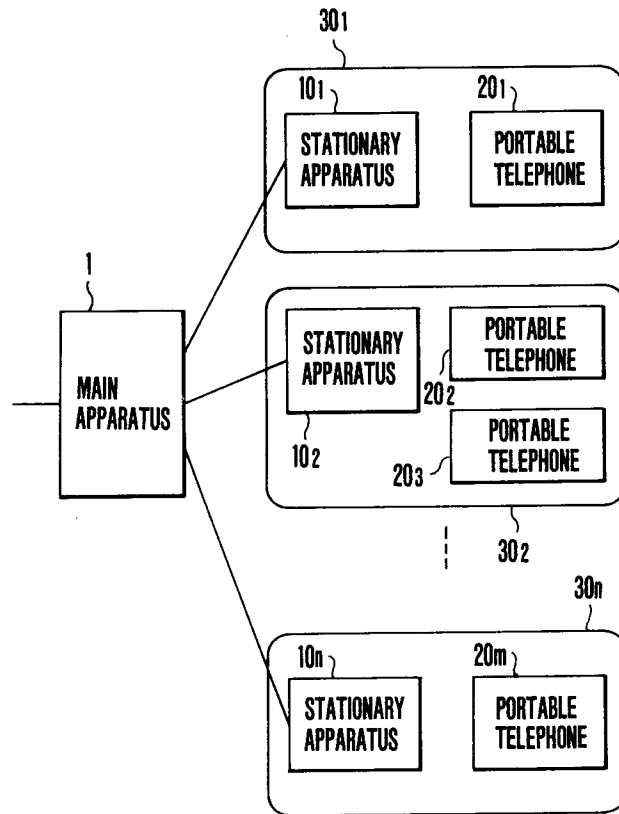 30₁
10₁
20₁
STATIONARY
APPARATUS
PORTABLE
TELEPHONE
1
MAIN
APPARATUS
STATIONARY
APPARATUS
10₂
PORTABLE
TELEPHONE
20₂
PORTABLE
TELEPHONE
20₃
30₂
30n
10n
20m
STATIONARY
APPARATUS
PORTABLE
TELEPHONE